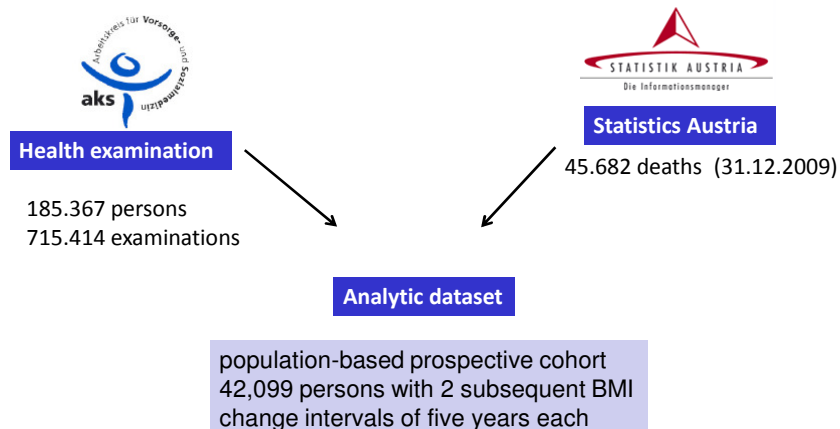 Arbeitskreis für Vorsorge- und Sozialmedizin
aks
Health examination
185.367 persons
715.414 examinations
STATISTIK AUSTRIA
Die Informationsmanager
Statistics Austria
45.682 deaths (31.12.2009)
Analytic dataset
population-based prospective cohort
42,099 persons with 2 subsequent BMI
change intervals of five years each